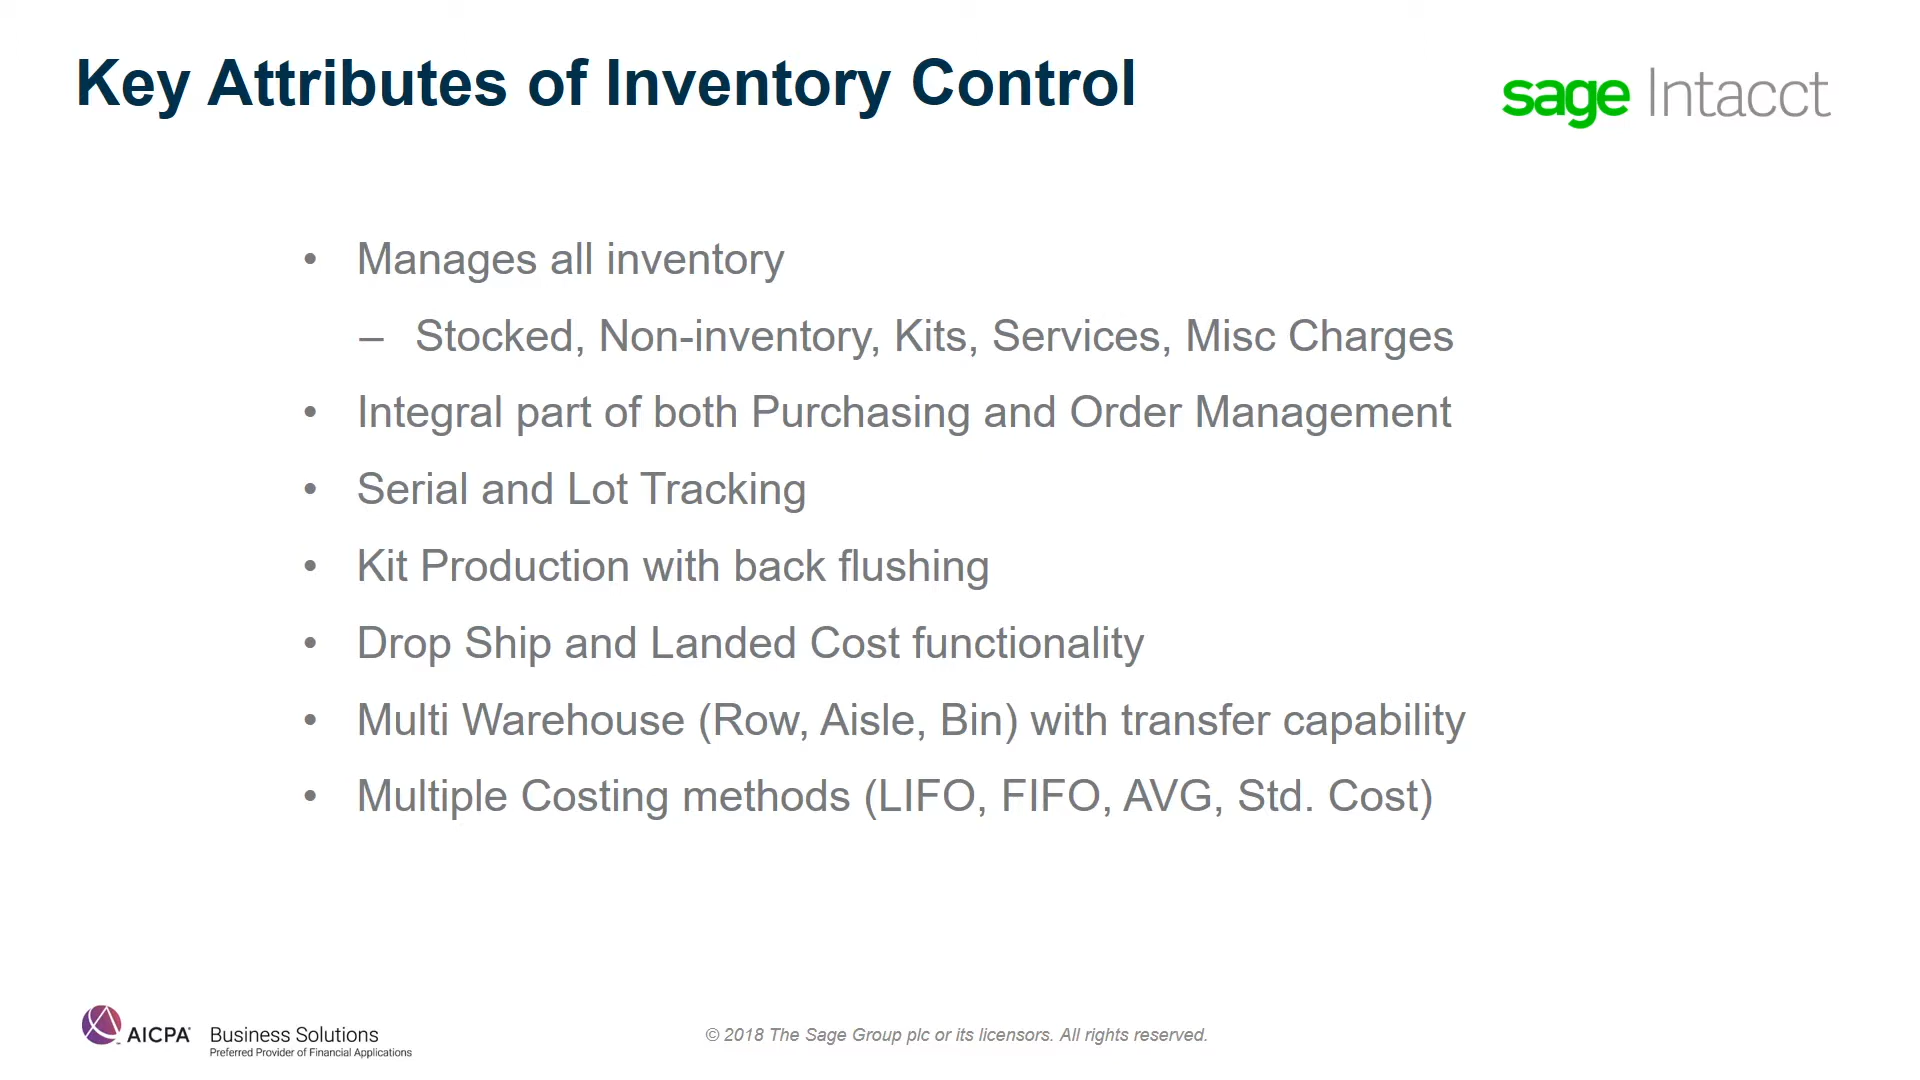 Key Attributes of Inventory Control
sage Intacct
• Manages all inventory
– Stocked, Non-inventory, Kits, Services, Misc Charges
• Integral part of both Purchasing and Order Management
• Serial and Lot Tracking
• Kit Production with back flushing
• Drop Ship and Landed Cost functionality
• Multi Warehouse (Row, Aisle, Bin) with transfer capability
• Multiple Costing methods (LIFO, FIFO, AVG, Std. Cost)
AICPA Business Solutions
Preferred Provider of Financial Applications
© 2018 The Sage Group plc or its licensors. All rights reserved.